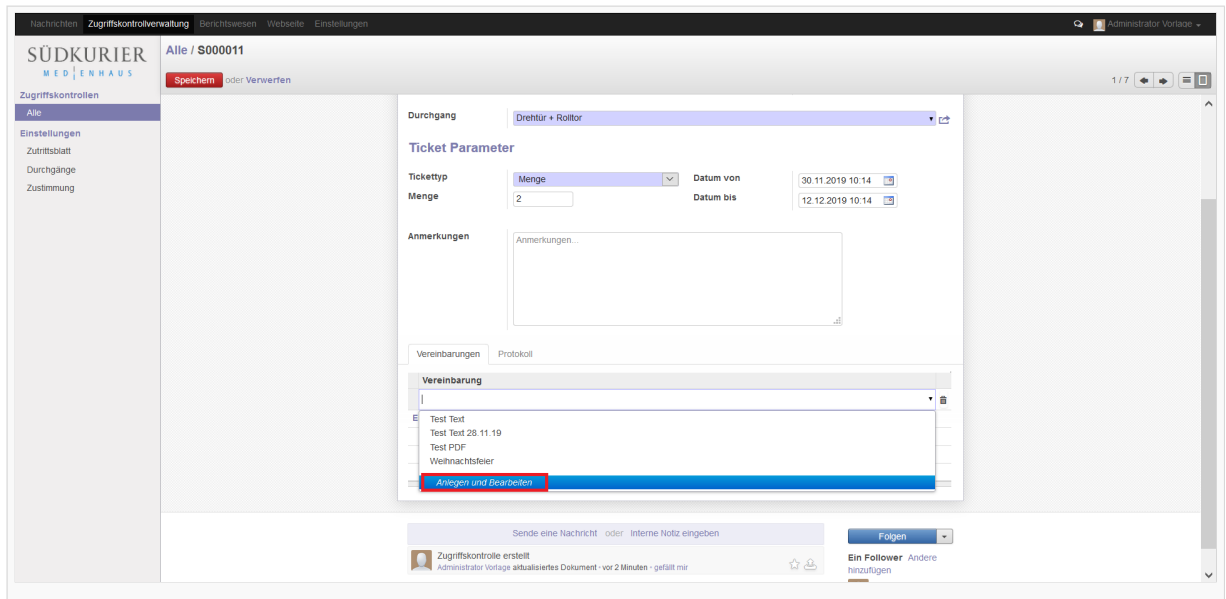 Nachrichten Zugriffskontrollverwaltung Berichtswesen Webseite Einstellungen Administrator Vorlage
SÜDKURIER
MEDIENHAUS
Alle / S000011
Speichern oder Verwerfen
1 / 7
Zugriffskontrollen
Alle
Einstellungen
Zutrittsblatt
Durchgänge
Zustimmung
Durchgang Drehtür + Rolltor
Ticket Parameter
Tickettyp Menge Datum von 30.11.2019 10:14
Menge 2 Datum bis 12.12.2019 10:14
Anmerkungen Anmerkungen...
Vereinbarungen Protokoll
Vereinbarung
E
Test Text
Test Text 28.11.19
Test PDF
Weihnachtsfeier
Anlegen und Bearbeiten
Sende eine Nachricht oder Interne Notiz eingeben
Folgen
Zugriffskontrolle erstellt
Administrator Vorlage aktualisiertes Dokument - vor 2 Minuten - gefällt mir
Ein Follower Andere
hinzufügen